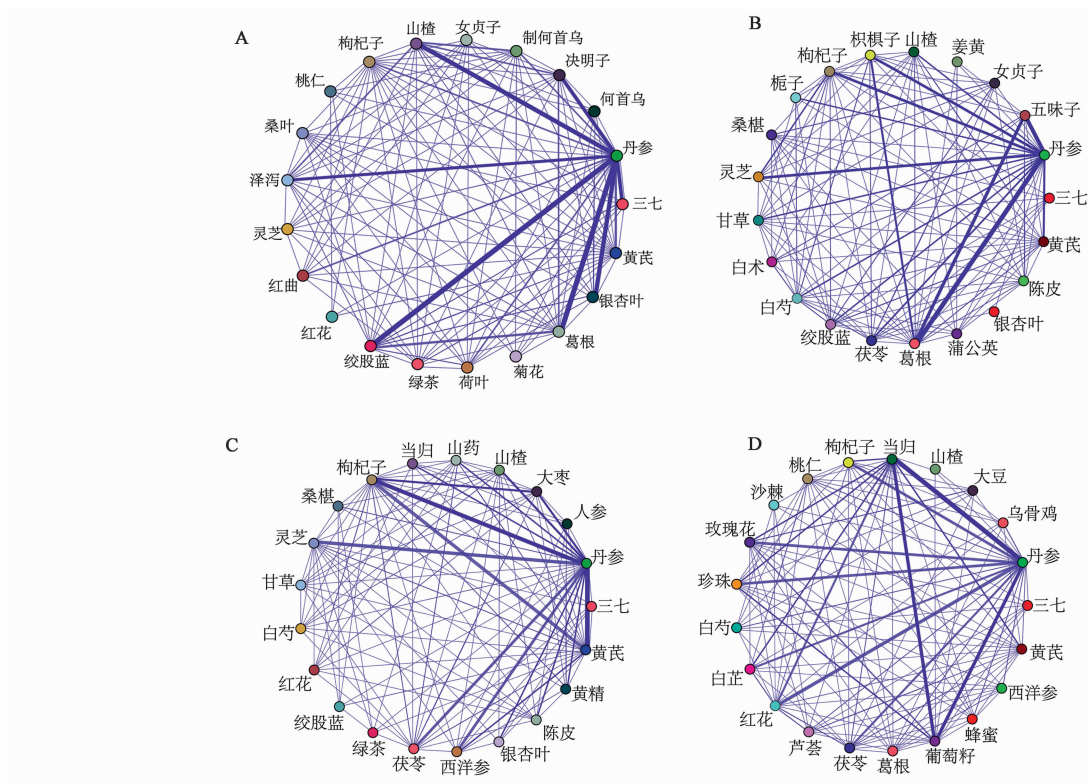 A
山楂
女贞子
制何首乌
决明子
何首乌
丹参
三七
黄芪
银杏叶
葛根
菊花
荷叶
绿茶
绞股蓝
红花
红曲
灵芝
泽泻
桑叶
桃仁
枸杞子
B
枳椇子
山楂
姜黄
女贞子
五味子
丹参
三七
黄芪
陈皮
银杏叶
蒲公英
葛根
茯苓
绞股蓝
白芍
白术
甘草
灵芝
桑椹
栀子
枸杞子
C
当归
山药
山楂
大枣
人参
丹参
三七
黄芪
黄精
陈皮
银杏叶
西洋参
茯苓
绿茶
绞股蓝
红花
白芍
甘草
灵芝
桑椹
枸杞子
D
枸杞子
当归
山楂
大豆
乌骨鸡
丹参
三七
黄芪
西洋参
蜂蜜
葡萄籽
葛根
茯苓
芦荟
红花
白芷
白芍
珍珠
玫瑰花
沙棘
桃仁